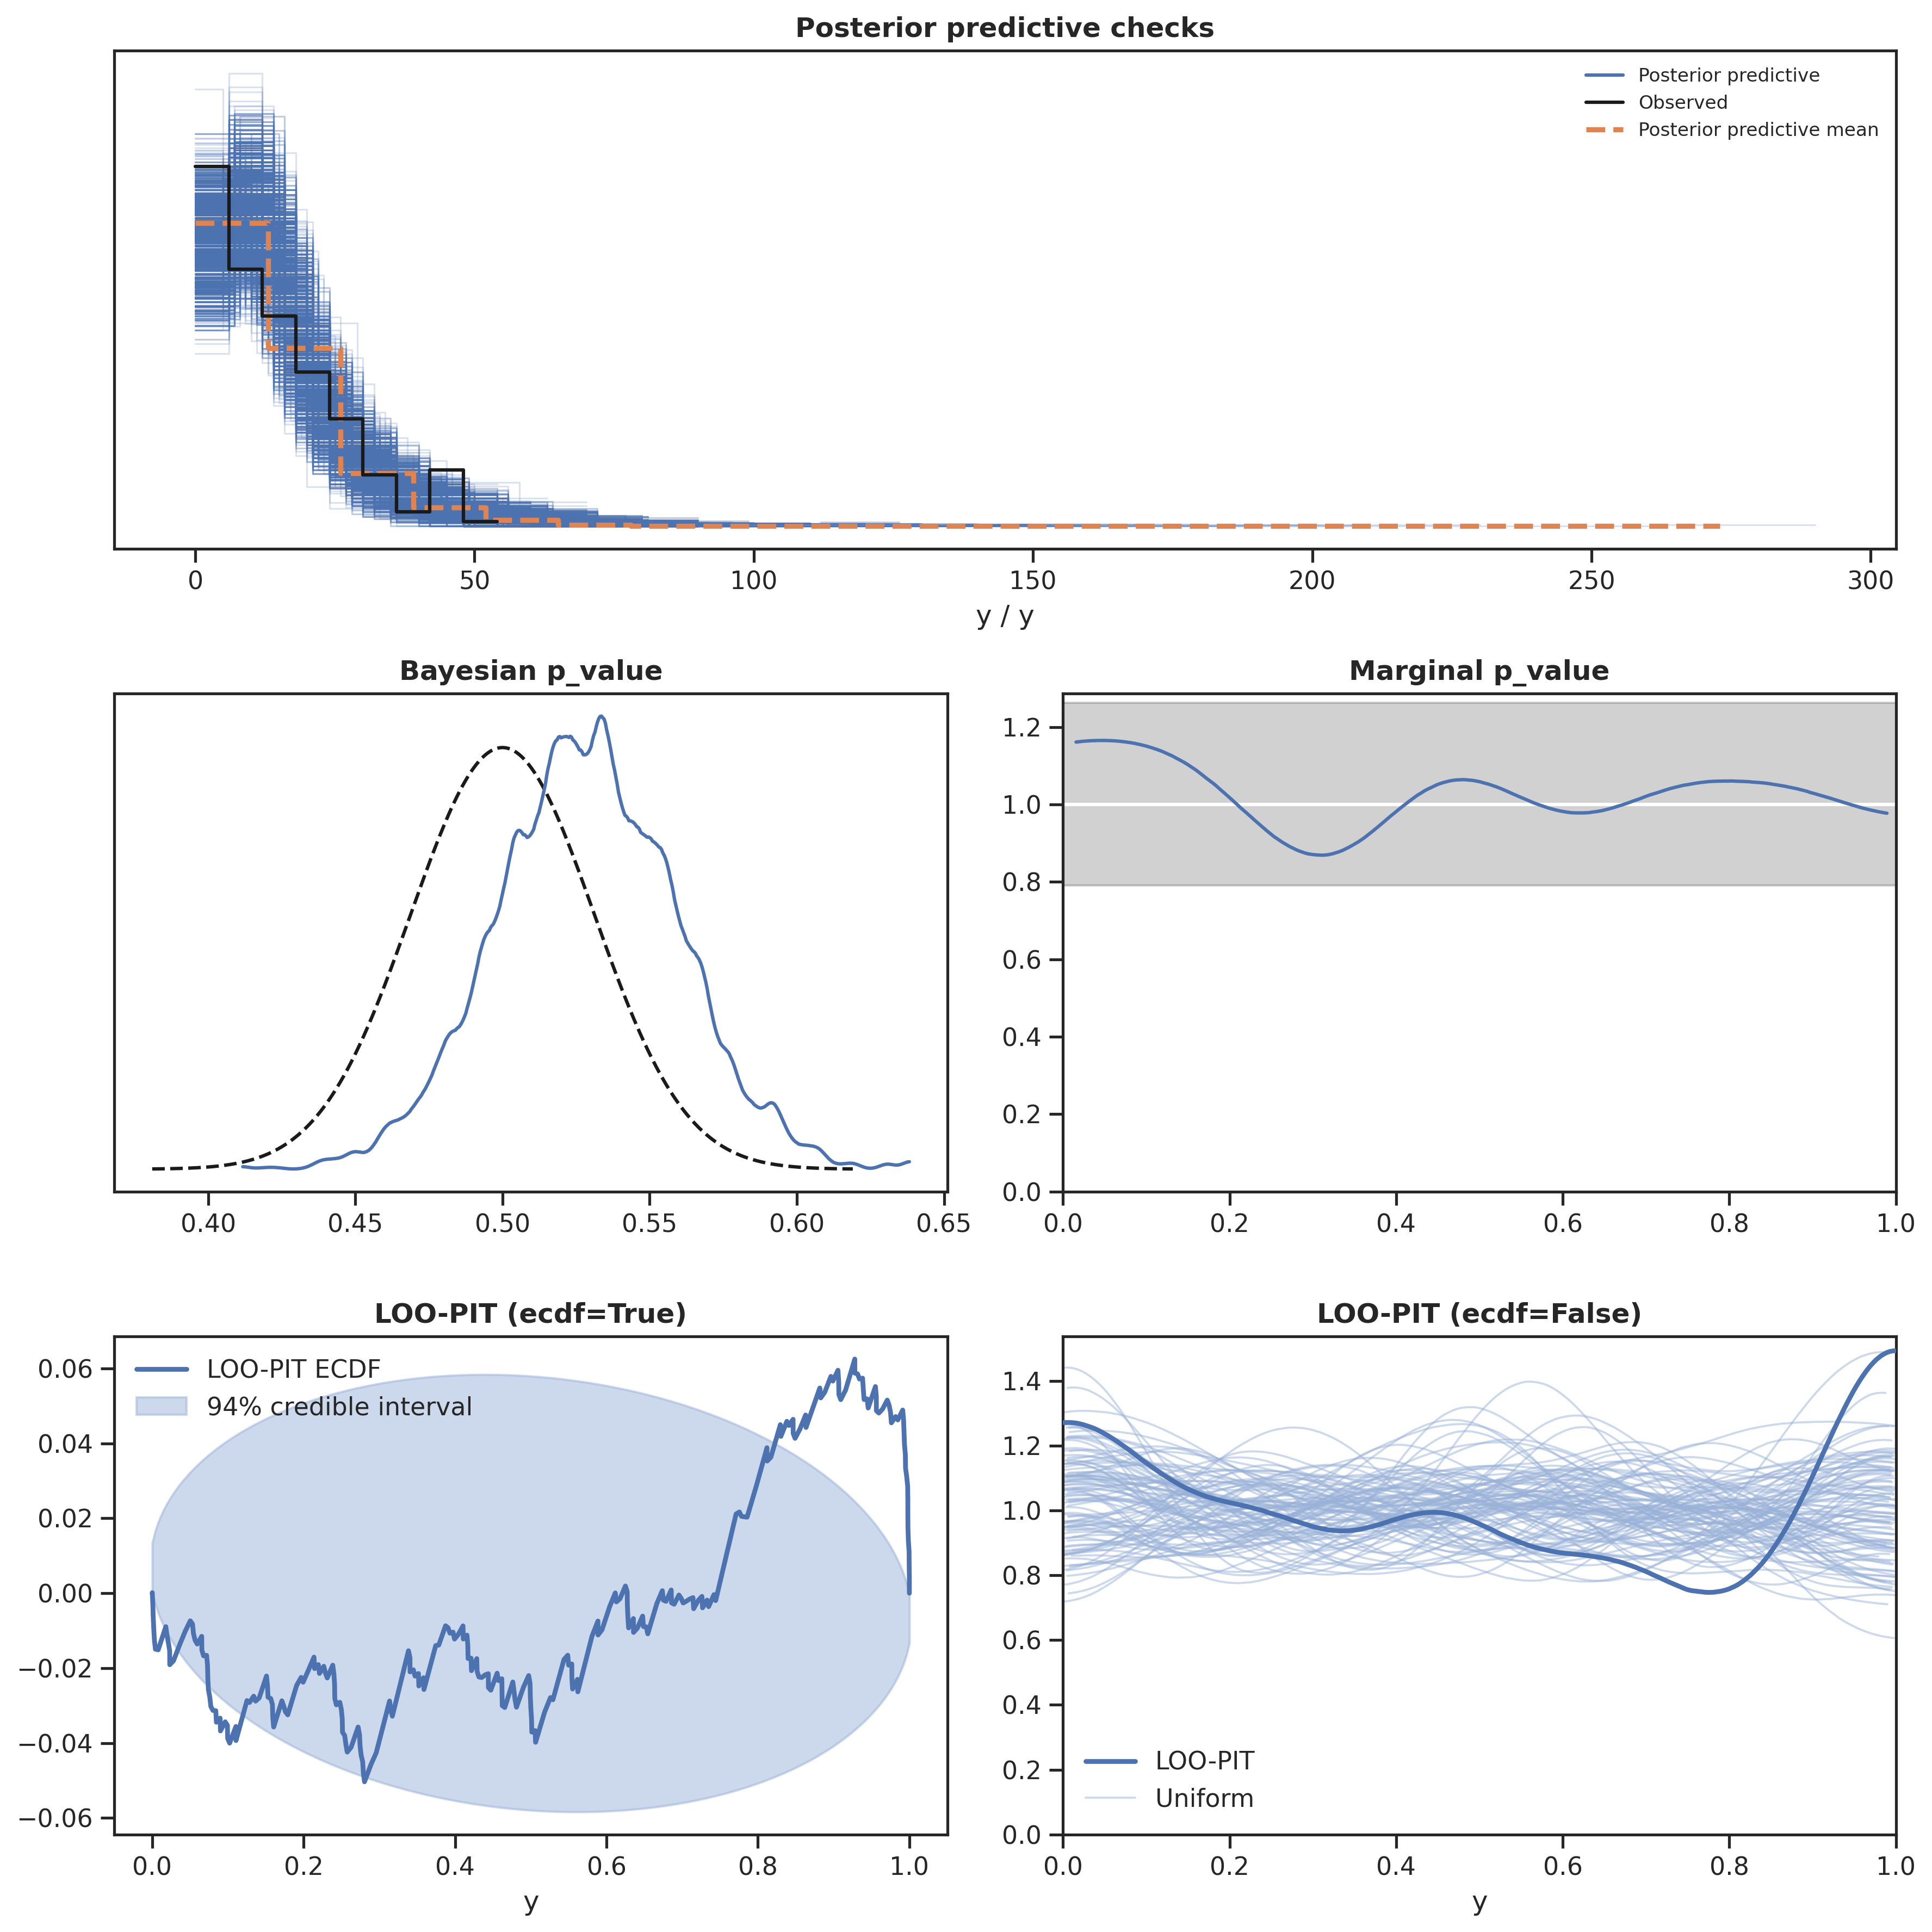 Posterior predictive checks
Posterior predictive
Observed
Posterior predictive mean
0 50 100 150 200 250 300
y / y
Bayesian p_value
0.40 0.45 0.50 0.55 0.60 0.65
Marginal p_value
1.2
1.0
0.8
0.6
0.4
0.2
0.0
0.0 0.2 0.4 0.6 0.8 1.0
LOO-PIT (ecdf=True)
LOO-PIT ECDF
94% credible interval
0.06
0.04
0.02
0.00
−0.02
−0.04
−0.06
0.0 0.2 0.4 0.6 0.8 1.0
y
LOO-PIT (ecdf=False)
1.4
1.2
1.0
0.8
0.6
0.4
0.2
0.0
LOO-PIT
Uniform
0.0 0.2 0.4 0.6 0.8 1.0
y